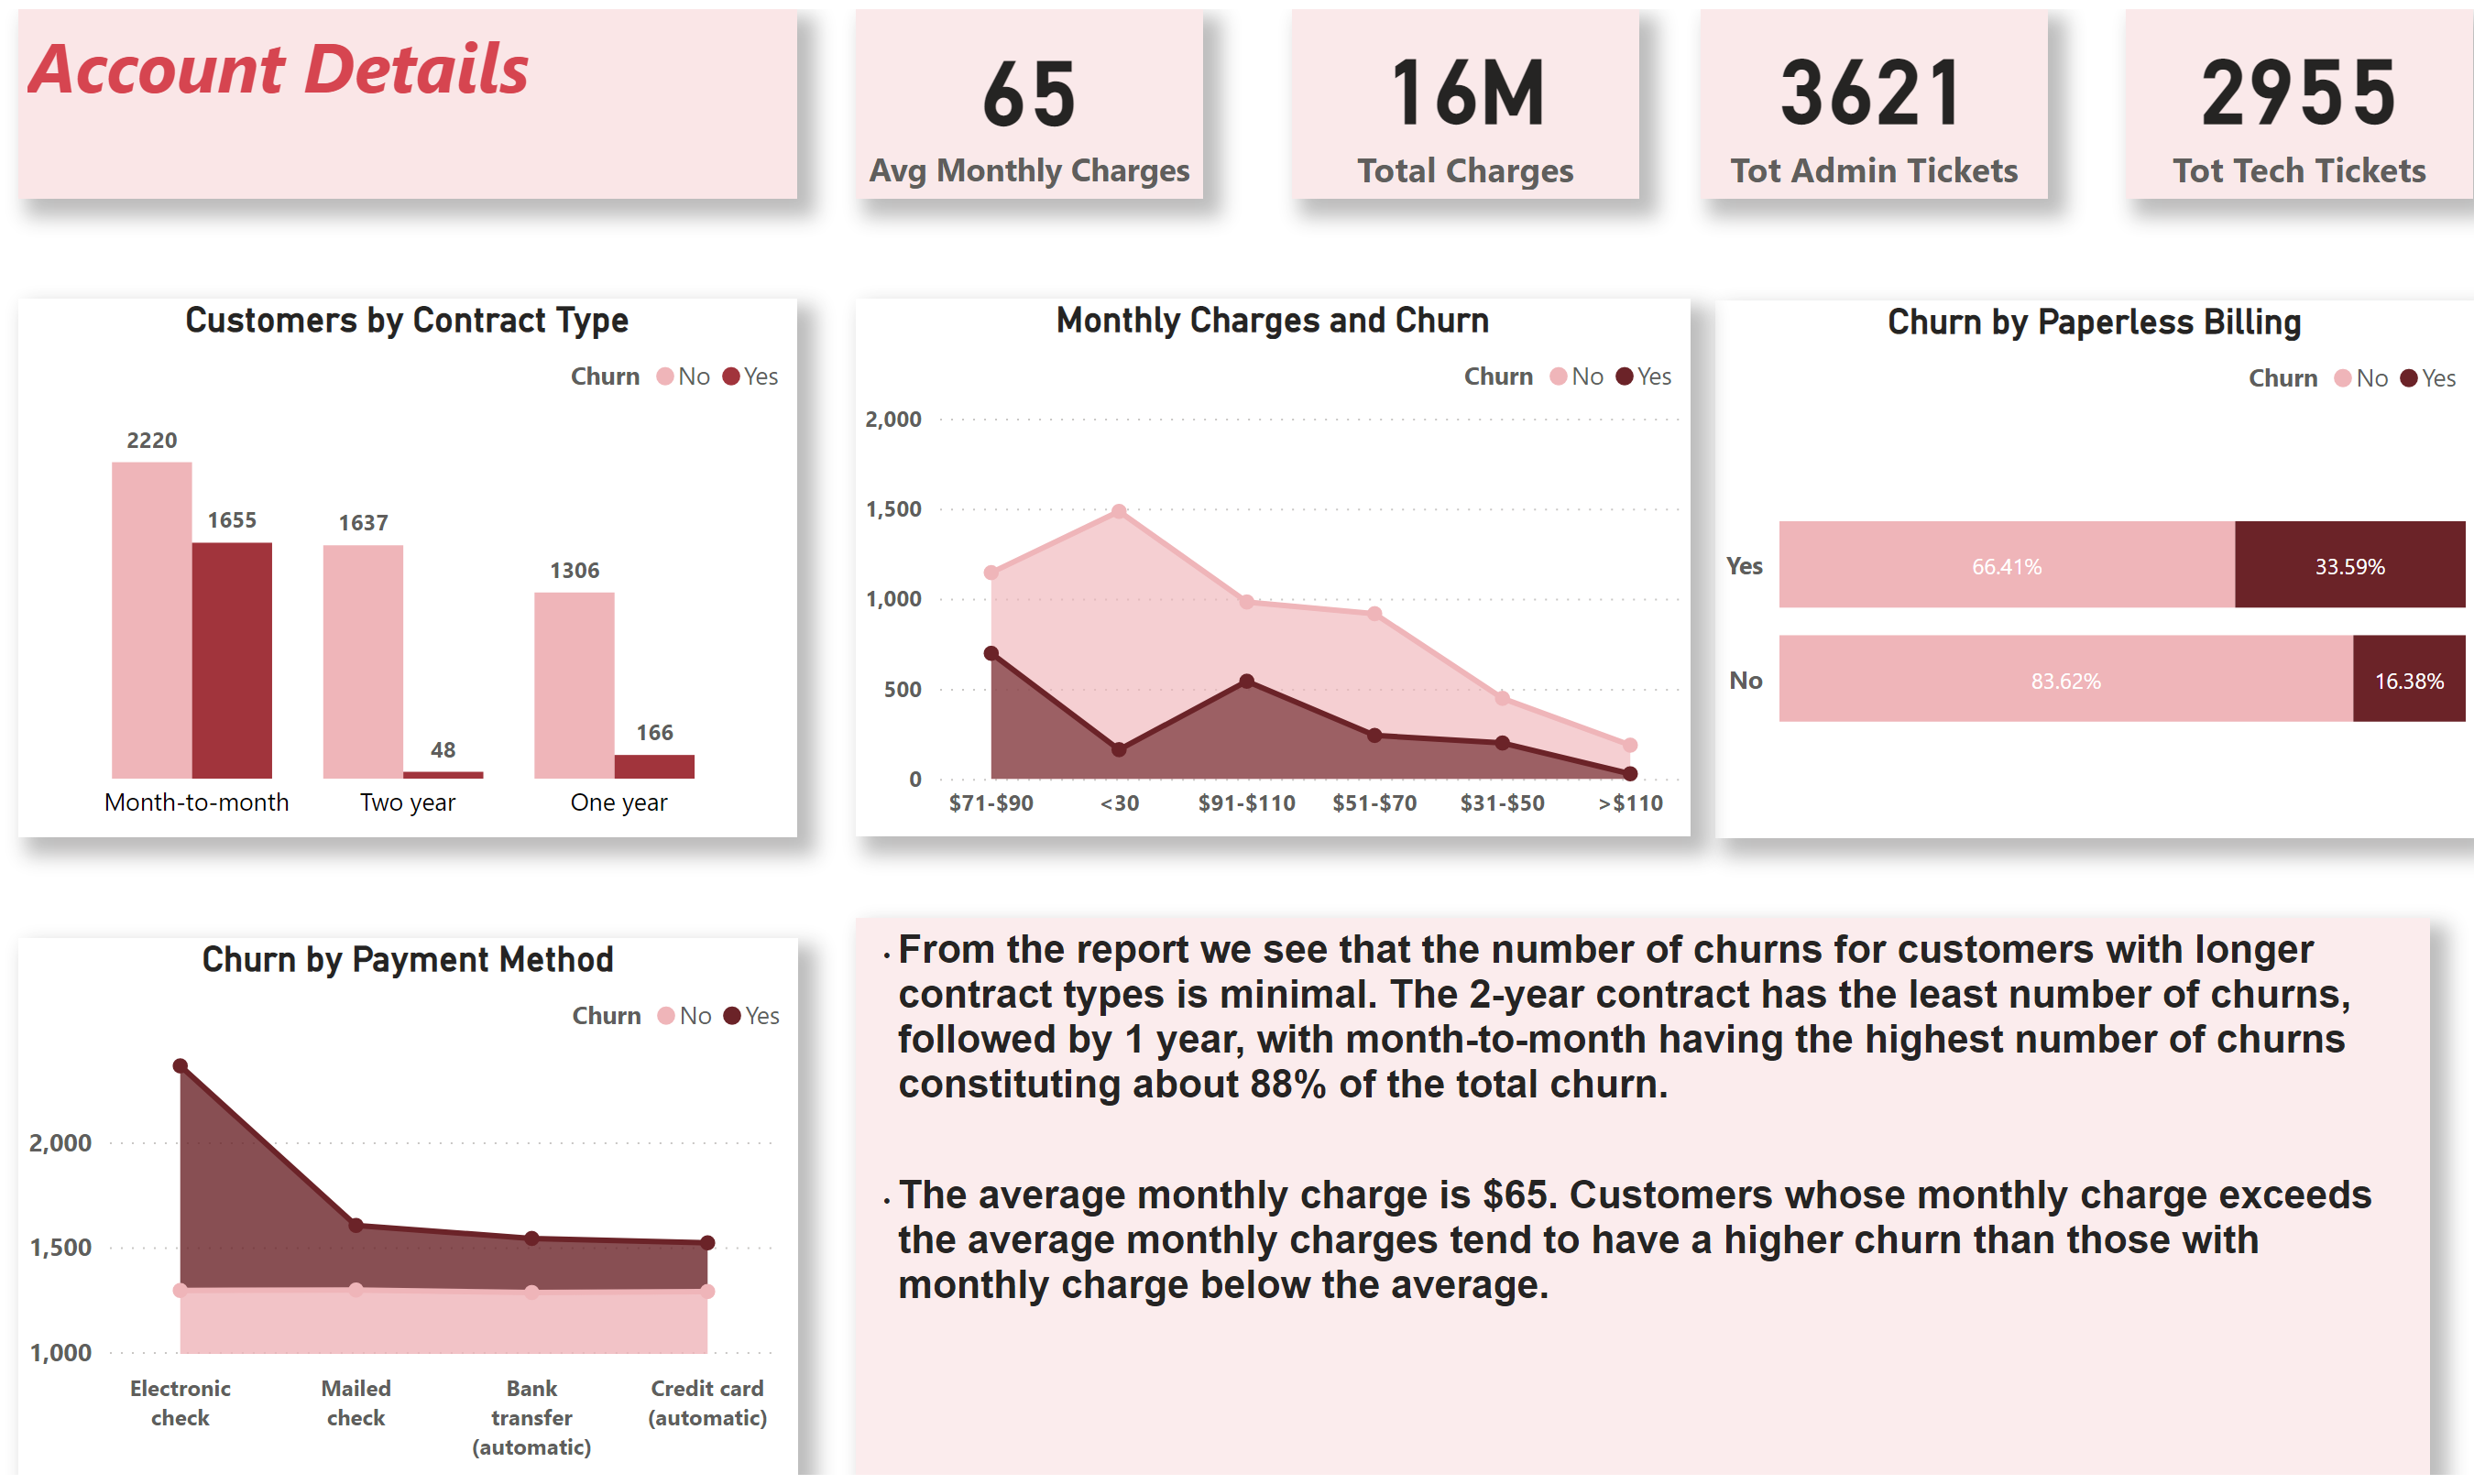 Account Details
65
Avg Monthly Charges
16M
Total Charges
3621
Tot Admin Tickets
2955
Tot Tech Tickets
Customers by Contract Type
Churn No Yes
2220
1655
1637
48
1306
166
Month-to-month Two year One year
Monthly Charges and Churn
Churn No Yes
2,000
1,500
1,000
500
0
$71-$90 <30 $91-$110 $51-$70 $31-$50 >$110
Churn by Paperless Billing
Churn No Yes
Yes 66.41% 33.59%
No 83.62% 16.38%
Churn by Payment Method
Churn No Yes
2,000
1,500
1,000
Electronic Mailed Bank Credit card
check check transfer (automatic)
(automatic)
· From the report we see that the number of churns for customers with longer
contract types is minimal. The 2-year contract has the least number of churns,
followed by 1 year, with month-to-month having the highest number of churns
constituting about 88% of the total churn.
· The average monthly charge is $65. Customers whose monthly charge exceeds
the average monthly charges tend to have a higher churn than those with
monthly charge below the average.